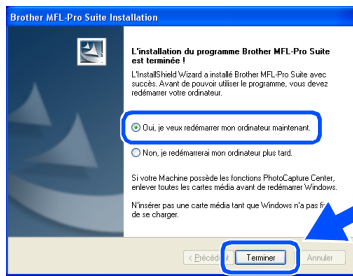 Brother MFL-Pro Suite Installation
L'installation du programme Brother MFL-Pro Suite
est terminée !
L'InstallShield Wizard a installé Brother MFL-Pro Suite avec
succès. Avant de pouvoir utiliser le programme, vous devez
redémarrer votre ordinateur.
Oui, je veux redémarrer mon ordinateur maintenant.
Non, je redémarrerai mon ordinateur plus tard.
Si votre Machine possède les fonctions PhotoCapture Center,
enlever toutes les cartes média avant de redémarrer Windows.
N'insérer pas une carte média tant que Windows n'a pas
de se charger.
< Précédent Terminer Annuler